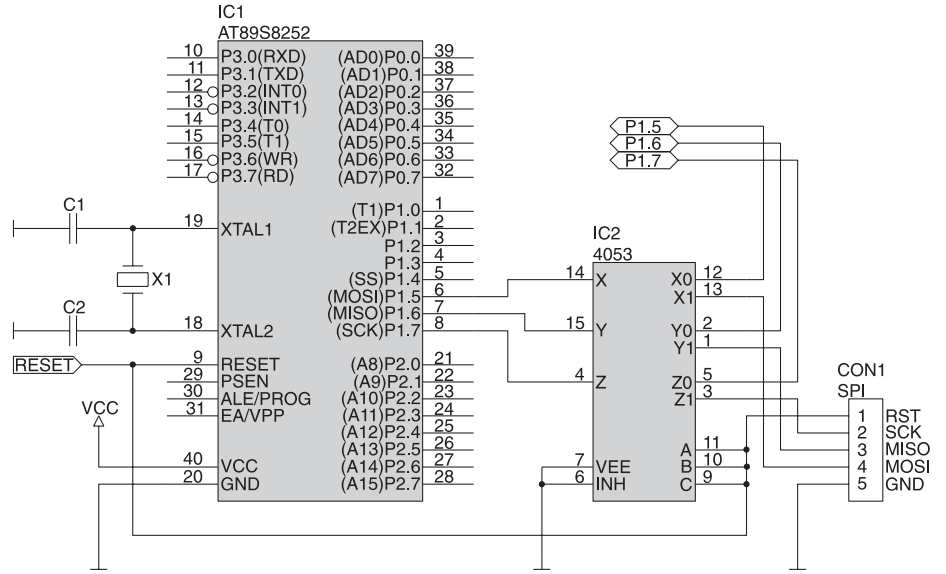 IC1
AT89S8252
10 P3.0(RXD) (AD0)P0.0 39
11 P3.1(TXD) (AD1)P0.1 38
12 P3.2(INT0) (AD2)P0.2 37
13 P3.3(INT1) (AD3)P0.3 36
14 P3.4(T0) (AD4)P0.4 35
15 P3.5(T1) (AD5)P0.5 34
16 P3.6(WR) (AD6)P0.6 33
17 P3.7(RD) (AD7)P0.7 32
(T1)P1.0 1
(T2EX)P1.1 2
P1.2 3
P1.3 4
(SS)P1.4 5
(MOSI)P1.5 6
(MISO)P1.6 7
(SCK)P1.7 8
C1
19 XTAL1
X1
C2
18 XTAL2
RESET
9 RESET (A8)P2.0 21
29 PSEN (A9)P2.1 22
30 ALE/PROG (A10)P2.2 23
31 EA/VPP (A11)P2.3 24
(A12)P2.4 25
(A13)P2.5 26
VCC
40 VCC (A14)P2.6 27
20 GND (A15)P2.7 28
P1.5
P1.6
P1.7
IC2
4053
14 X X0 12
X1 13
15 Y Y0 2
Y1 1
4 Z Z0 5
Z1 3
A 11
7 VEE B 10
6 INH C 9
CON1
SPI
1 RST
2 SCK
3 MISO
4 MOSI
5 GND